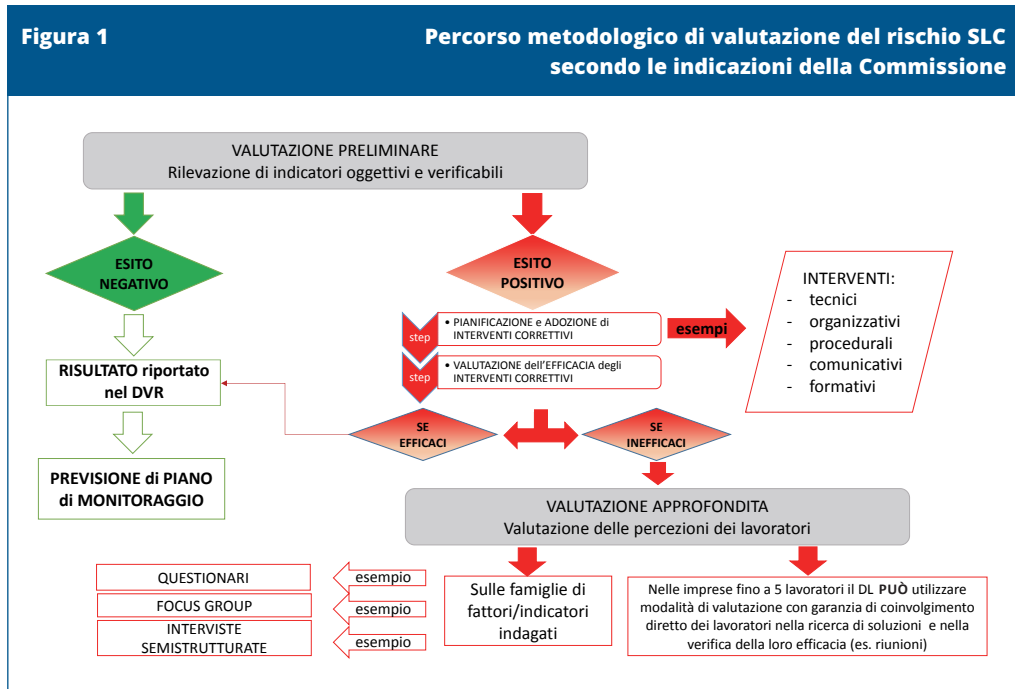 Figura 1
Percorso metodologico di valutazione del rischio SLC
secondo le indicazioni della Commissione
VALUTAZIONE PRELIMINARE
Rilevazione di indicatori oggettivi e verificabili
ESITO
NEGATIVO
ESITO
POSITIVO
INTERVENTI:
- tecnici
- organizzativi
- procedurali
- comunicativi
- formativi
step
• PIANIFICAZIONE e ADOZIONE di
INTERVENTI CORRETTIVI
esempi
step
• VALUTAZIONE dell’EFFICACIA degli
INTERVENTI CORRETTIVI
RISULTATO riportato
nel DVR
SE
EFFICACI
SE
INEFFICACI
PREVISIONE di PIANO
di MONITORAGGIO
VALUTAZIONE APPROFONDITA
Valutazione delle percezioni dei lavoratori
QUESTIONARI
esempio
FOCUS GROUP
esempio
INTERVISTE
SEMISTRUTTURATE
esempio
Sulle famiglie di
fattori/indicatori
indagati
Nelle imprese fino a 5 lavoratori il DL PUÒ utilizzare
modalità di valutazione con garanzia di coinvolgimento
diretto dei lavoratori nella ricerca di soluzioni e nella
verifica della loro efficacia (es. riunioni)